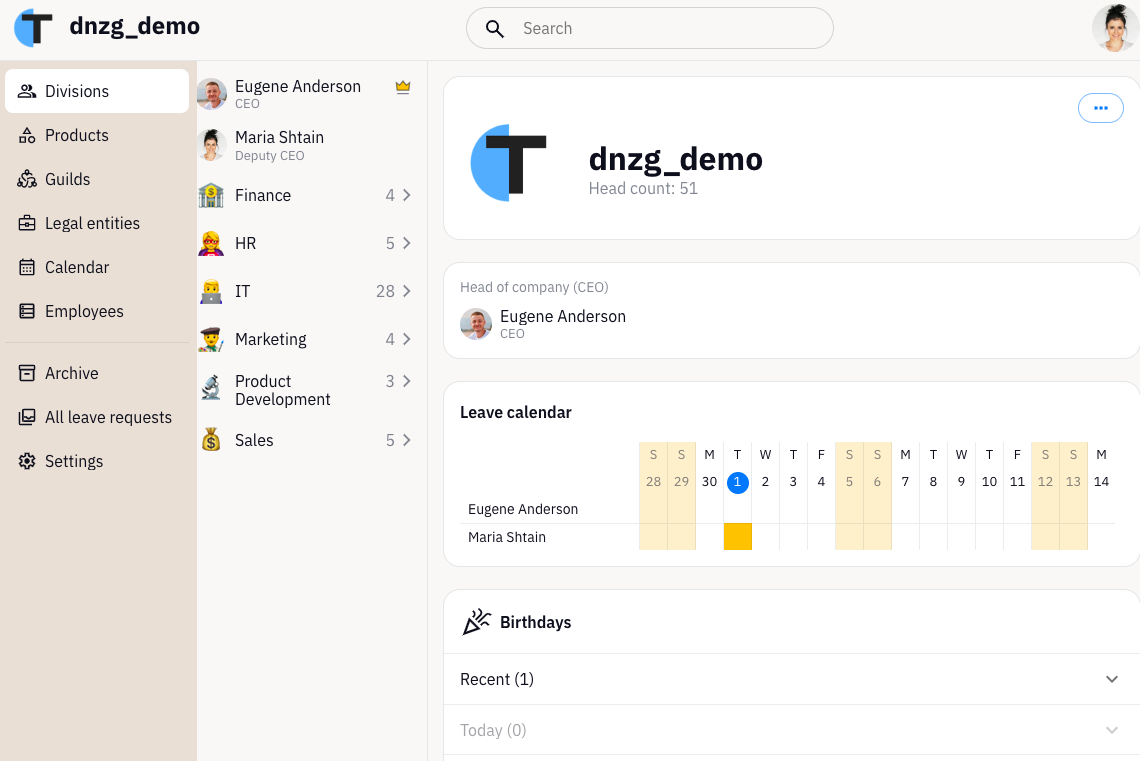 dnzg_demo
Search
Divisions
Products
Guilds
Legal entities
Calendar
Employees
Archive
All leave requests
Settings
Eugene Anderson
CEO
Maria Shtain
Deputy CEO
Finance 4
HR 5
IT 28
Marketing 4
Product 3
Development
Sales 5
dnzg_demo
Head count: 51
Head of company (CEO)
Eugene Anderson
CEO
Leave calendar
S S M T W T F S S M T W T F S S M
28 29 30 1 2 3 4 5 6 7 8 9 10 11 12 13 14
Eugene Anderson
Maria Shtain
Birthdays
Recent (1)
Today (0)